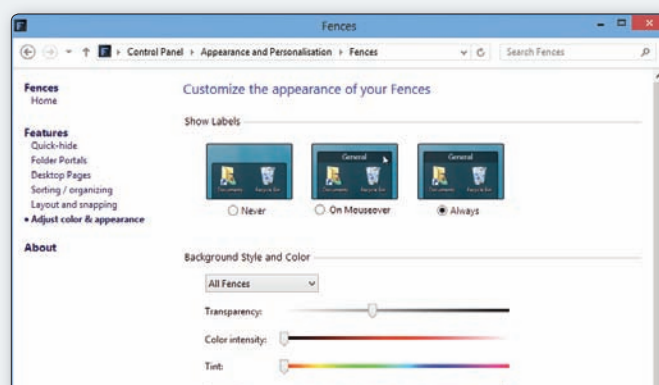 Fences
Control Panel ▸ Appearance and Personalisation ▸ Fences
Search Fences
Fences
Home
Features
Quick-hide
Folder Portals
Desktop Pages
Sorting / organizing
Layout and snapping
• Adjust color & appearance
About
Customize the appearance of your Fences
Show Labels
General
General
Documents Recycle Bin
Documents Recycle Bin
Documents Recycle Bin
Never
On Mouseover
Always
Background Style and Color
All Fences
Transparency:
Color intensity:
Tint: